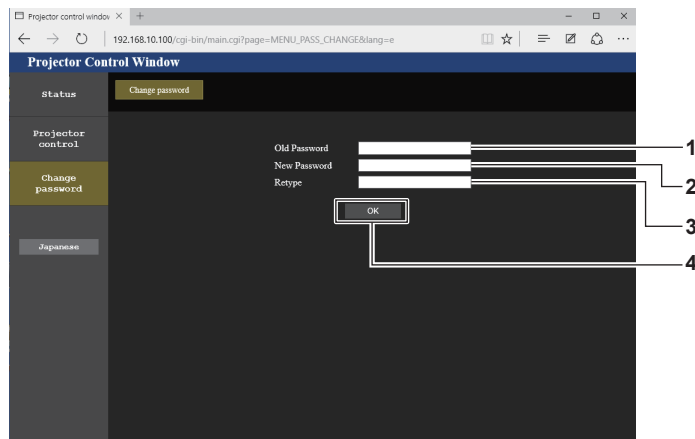 Projector control window
192.168.10.100/cgi-bin/main.cgi?page=MENU_PASS_CHANGE&lang=e
Projector Control Window
Status
Change password
Projector
control
Change
password
Japanese
Old Password
New Password
Retype
OK
1
2
3
4